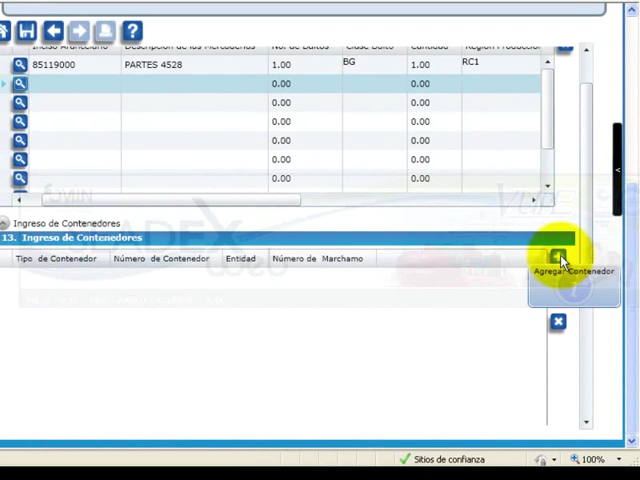 Inciso Arancelario Descripción de las Mercaderías No. de Bultos Clase Bulto Cantidad Región Producción
85119000 PARTES 4528 1.00 BG 1.00 RC1
0.00 0.00
0.00 0.00
0.00 0.00
0.00 0.00
0.00 0.00
0.00 0.00
Ingreso de Contenedores
13. Ingreso de Contenedores
Tipo de Contenedor Número de Contenedor Entidad Número de Marchamo
Agregar Contenedor
Sitios de confianza 100%